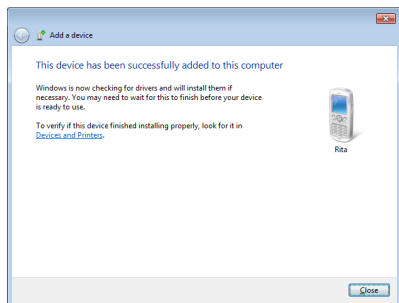 Add a device
This device has been successfully added to this computer
Windows is now checking for drivers and will install them if
necessary. You may need to wait for this to finish before your device
is ready to use.
To verify if this device finished installing properly, look for it in
Devices and Printers.
Rita
Close